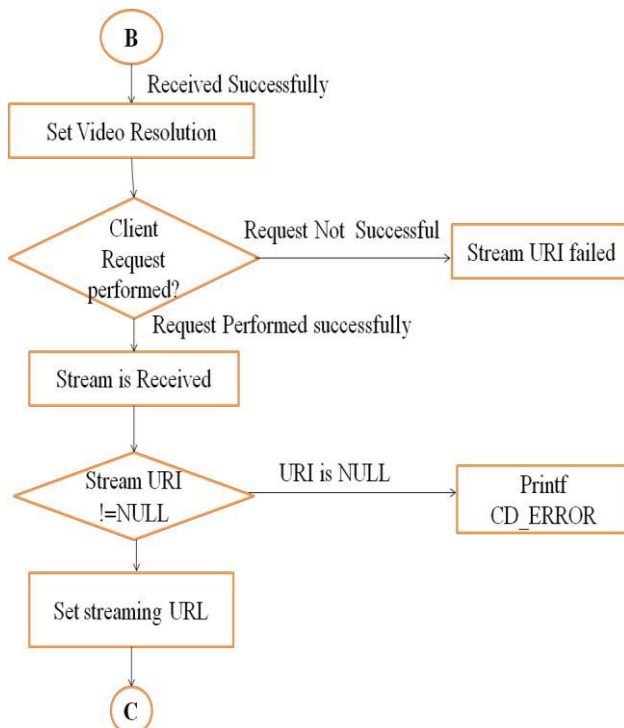 B
Received Successfully
Set Video Resolution
Client
Request
performed?
Request Not Successful
Stream URI failed
Request Performed successfully
Stream is Received
Stream URI
!=NULL
URI is NULL
Printf
CD_ERROR
Set streaming URL
C